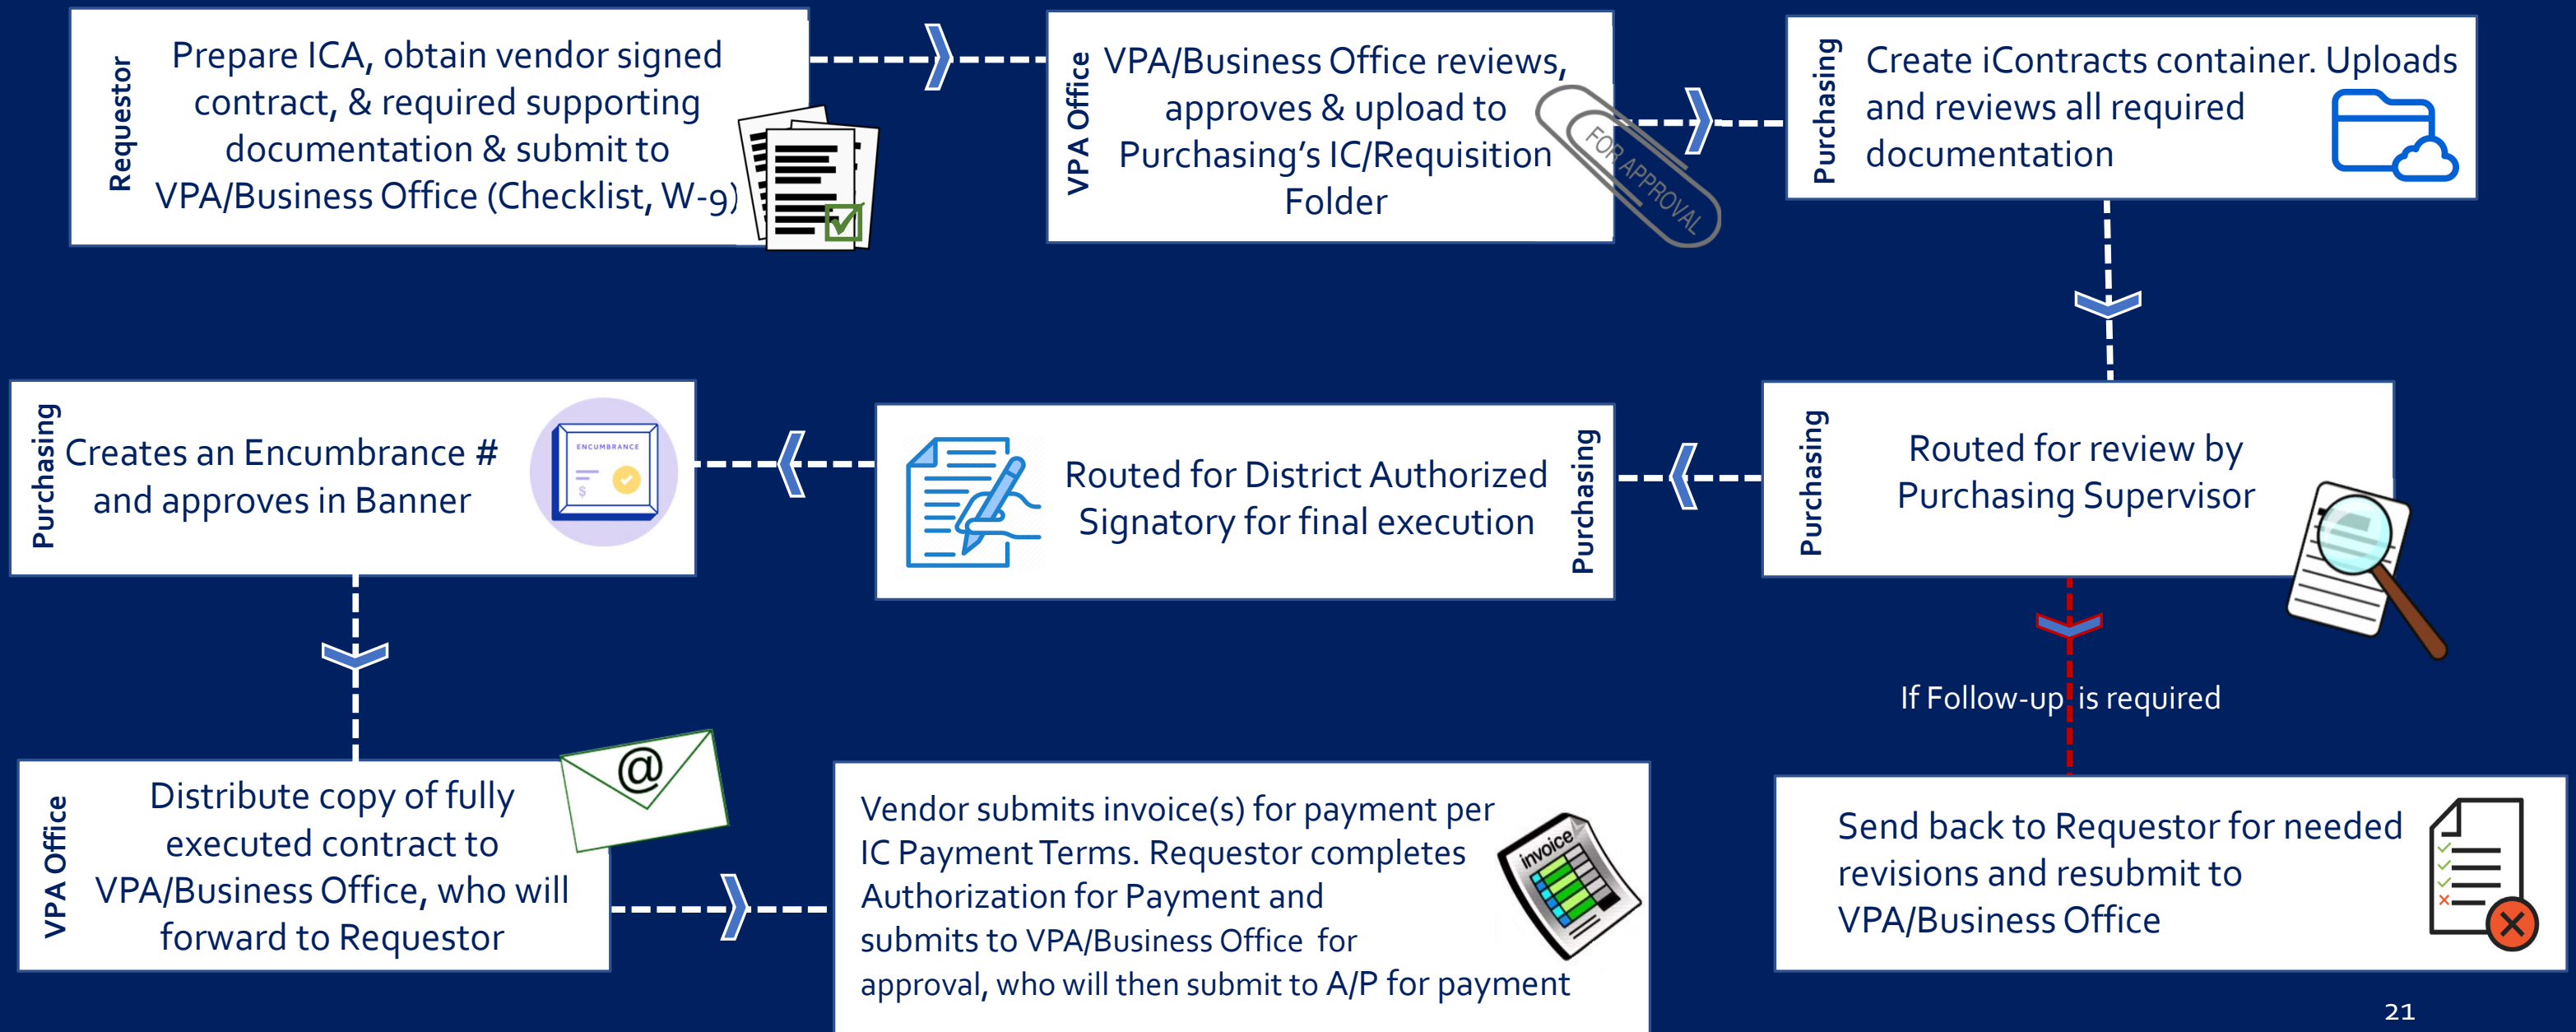 Requestor
Prepare ICA, obtain vendor signed
contract, & required supporting
documentation & submit to
VPA/Business Office (Checklist, W-9)
VPA Office
VPA/Business Office reviews,
approves & upload to
Purchasing’s IC/Requisition
Folder
FOR APPROVAL
Purchasing
Create iContracts container. Uploads
and reviews all required
documentation
Purchasing
Routed for review by
Purchasing Supervisor
Purchasing
Routed for District Authorized
Signatory for final execution
Purchasing
Creates an Encumbrance #
and approves in Banner
ENCUMBRANCE
$
If Follow-up is required
Send back to Requestor for needed
revisions and resubmit to
VPA/Business Office
VPA Office
Distribute copy of fully
executed contract to
VPA/Business Office, who will
forward to Requestor
@
Vendor submits invoice(s) for payment per
IC Payment Terms. Requestor completes
Authorization for Payment and
submits to VPA/Business Office for
approval, who will then submit to A/P for payment
invoice
21